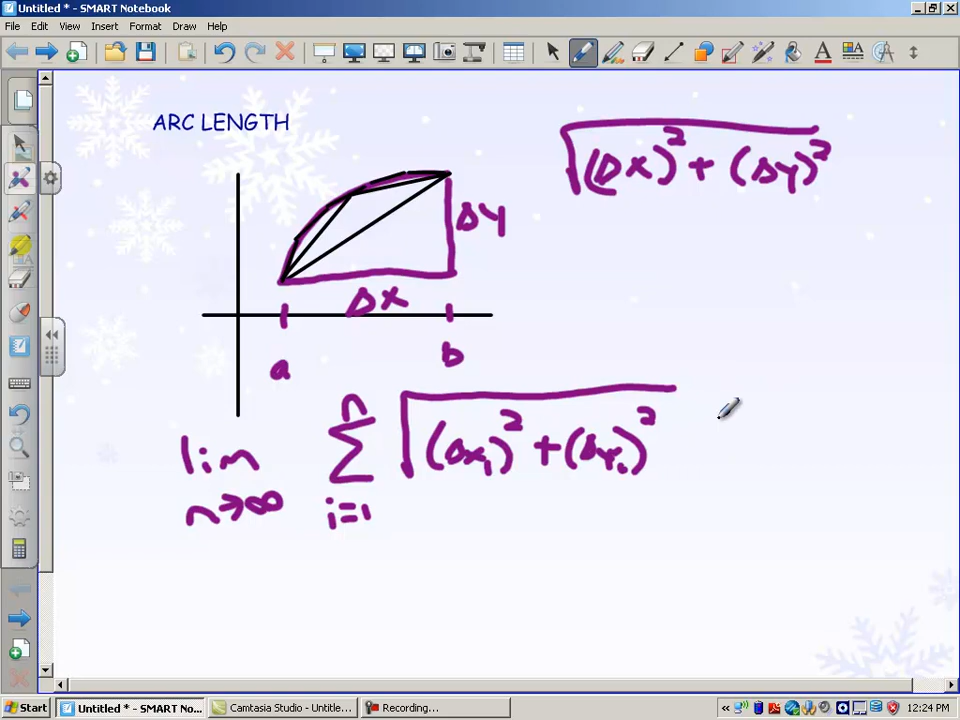 Untitled * - SMART Notebook
File Edit View Insert Format Draw Help
ARC LENGTH
√(Δx)² + (Δy)²
Δy
Δx
a b
lim n→∞ n Σ i=1 √(Δxᵢ)² + (Δyᵢ)²
Start Untitled * - SMART No... Camtasia Studio - Untitle... Recording... « 12:24 PM